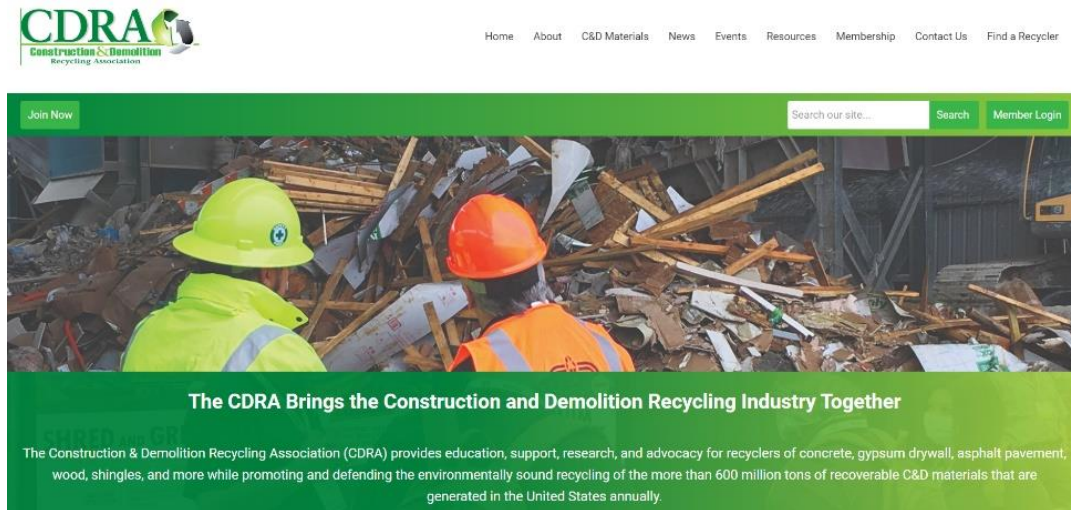 CDRA
Construction & Demolition
Recycling Association
Home About C&D Materials News Events Resources Membership Contact Us Find a Recycler
Join Now
Search our site...
Search
Member Login
The CDRA Brings the Construction and Demolition Recycling Industry Together
SHRED AND GR
The Construction & Demolition Recycling Association (CDRA) provides education, support, research, and advocacy for recyclers of concrete, gypsum drywall, asphalt pavement,
wood, shingles, and more while promoting and defending the environmentally sound recycling of the more than 600 million tons of recoverable C&D materials that are
generated in the United States annually.